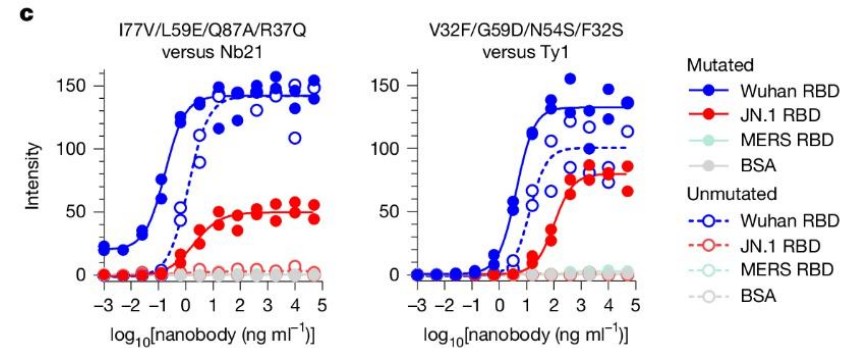 c
I77V/L59E/Q87A/R37Q
versus Nb21
150
100
50
0
Intensity
−3 −2 −1 0 1 2 3 4 5
log10[nanobody (ng ml−1)]
V32F/G59D/N54S/F32S
versus Ty1
150
100
50
0
−3 −2 −1 0 1 2 3 4 5
log10[nanobody (ng ml−1)]
Mutated
Wuhan RBD
JN.1 RBD
MERS RBD
BSA
Unmutated
Wuhan RBD
JN.1 RBD
MERS RBD
BSA